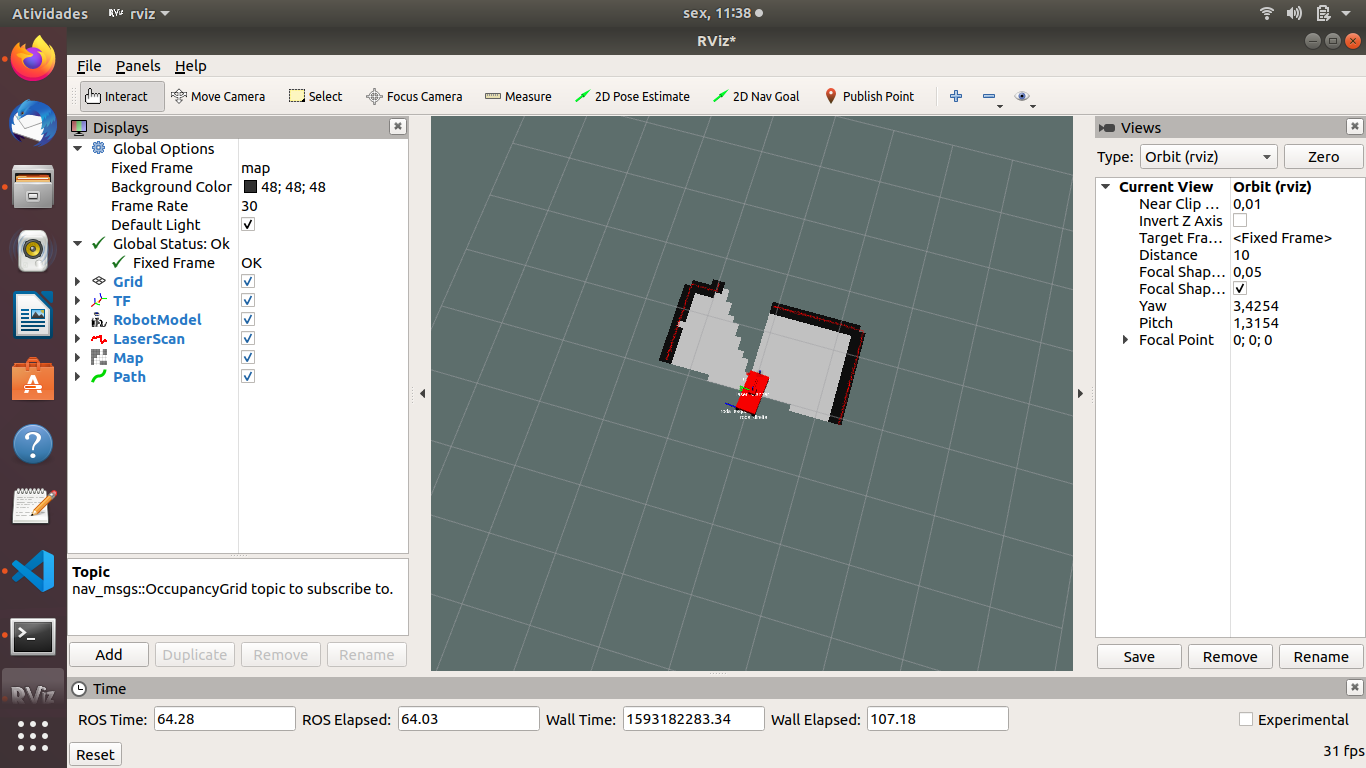 Atividades rviz sex, 11:38
RViz*
File Panels Help
Interact Move Camera Select Focus Camera Measure 2D Pose Estimate 2D Nav Goal Publish Point
Displays
Global Options
Fixed Frame map
Background Color 48; 48; 48
Frame Rate 30
Default Light
Global Status: Ok
Fixed Frame OK
Grid
TF
RobotModel
LaserScan
Map
Path
Topic
nav_msgs::OccupancyGrid topic to subscribe to.
Add Duplicate Remove Rename
Views
Type: Orbit (rviz) Zero
Current View Orbit (rviz)
Near Clip ... 0,01
Invert Z Axis
Target Fra... <Fixed Frame>
Distance 10
Focal Shap... 0,05
Focal Shap...
Yaw 3,4254
Pitch 1,3154
Focal Point 0; 0; 0
Save Remove Rename
RViz
Time
ROS Time: 64.28 ROS Elapsed: 64.03 Wall Time: 1593182283.34 Wall Elapsed: 107.18 Experimental
Reset 31 fps